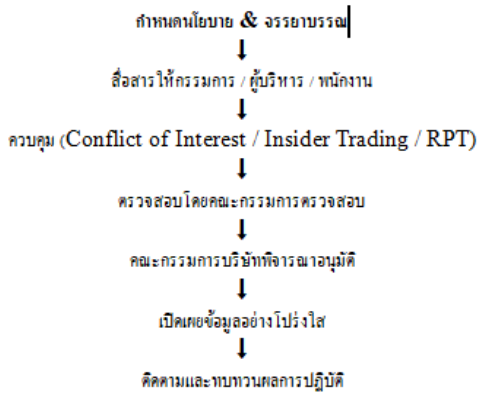 กำหนดนโยบาย & จรรยาบรรณ
สื่อสารให้กรรมการ / ผู้บริหาร / พนักงาน
ควบคุม (Conflict of Interest / Insider Trading / RPT)
ตรวจสอบโดยคณะกรรมการตรวจสอบ
คณะกรรมการบริษัทพิจารณาอนุมัติ
เปิดเผยข้อมูลอย่างโปร่งใส
ติดตามและทบทวนผลการปฏิบัติ